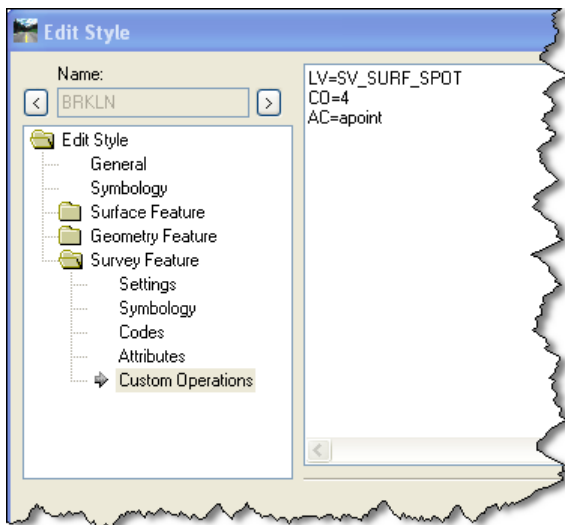 Edit Style
Name:
< BRKLN >
Edit Style
General
Symbology
Surface Feature
Geometry Feature
Survey Feature
Settings
Symbology
Codes
Attributes
Custom Operations
LV=SV_SURF_SPOT
CO=4
AC=apoint